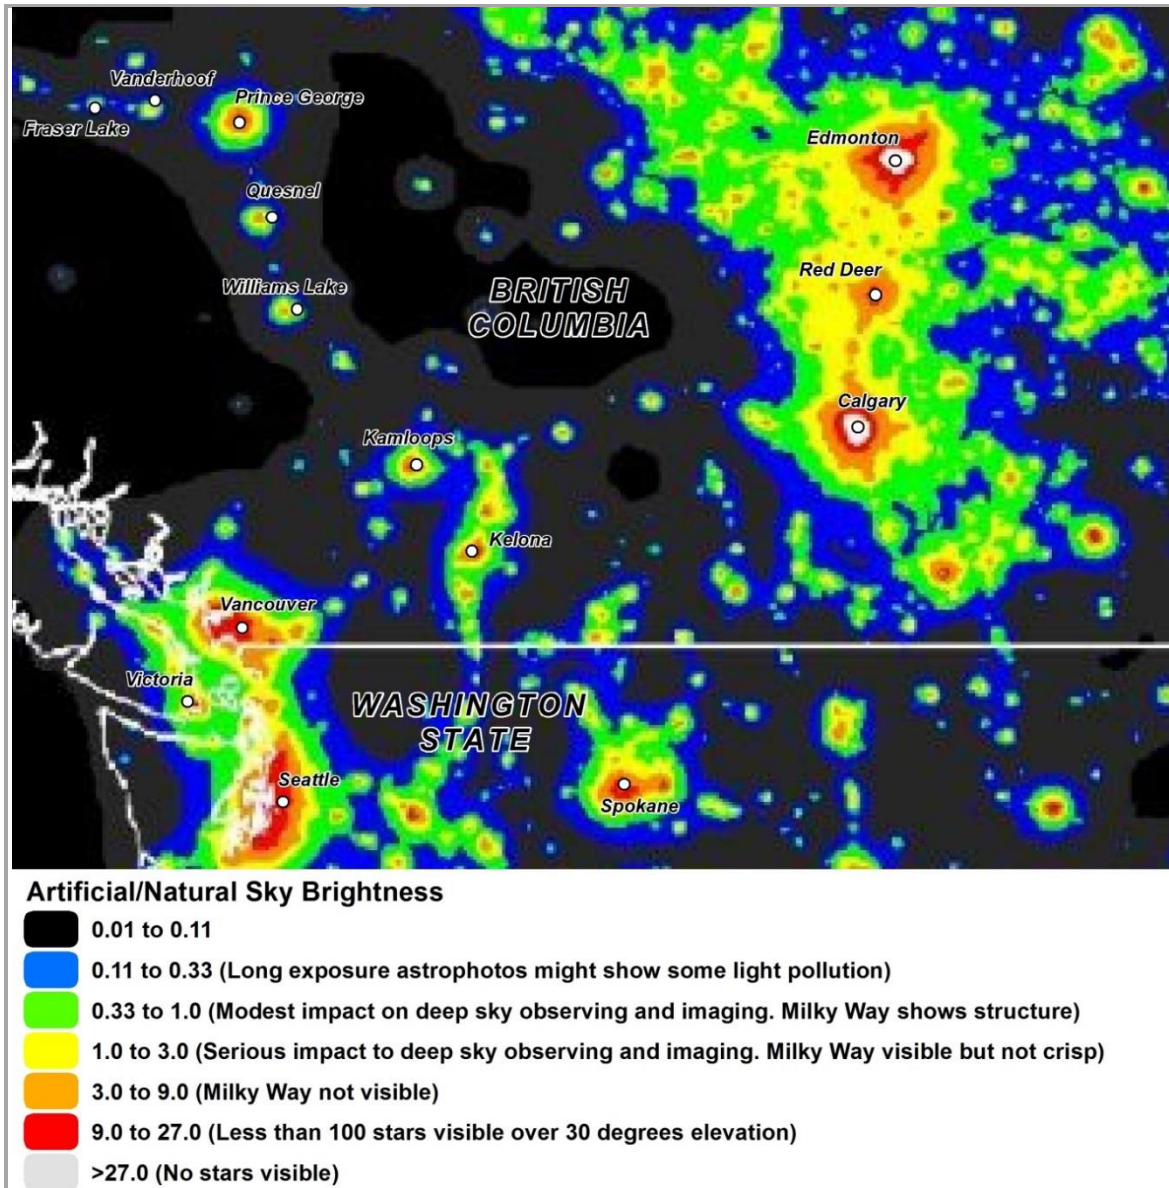 Vanderhoof
Prince George
Fraser Lake
Edmonton
Quesnel
Red Deer
Williams Lake
BRITISH
COLUMBIA
Calgary
Kamloops
Kelona
Vancouver
Victoria
WASHINGTON
STATE
Seattle
Spokane
Artificial/Natural Sky Brightness
0.01 to 0.11
0.11 to 0.33 (Long exposure astrophotos might show some light pollution)
0.33 to 1.0 (Modest impact on deep sky observing and imaging. Milky Way shows structure)
1.0 to 3.0 (Serious impact to deep sky observing and imaging. Milky Way visible but not crisp)
3.0 to 9.0 (Milky Way not visible)
9.0 to 27.0 (Less than 100 stars visible over 30 degrees elevation)
>27.0 (No stars visible)